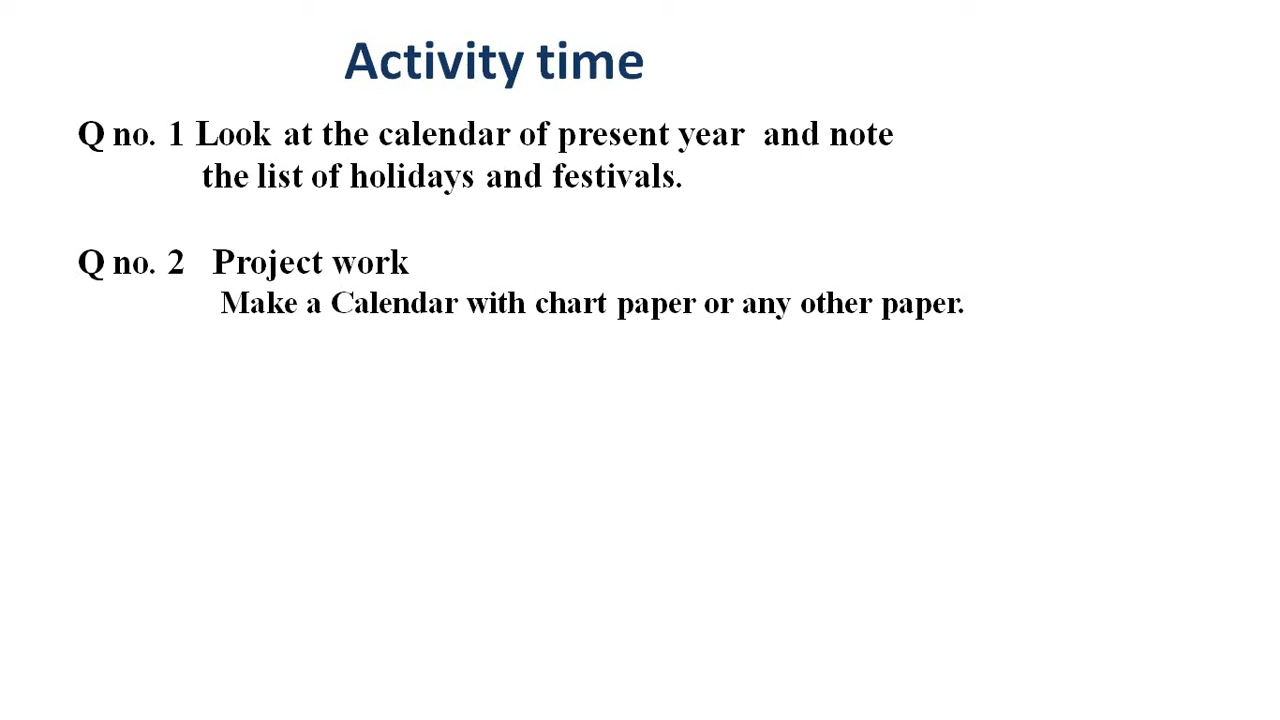 Activity time
Q no. 1 Look at the calendar of present year and note
the list of holidays and festivals.
Q no. 2 Project work
Make a Calendar with chart paper or any other paper.